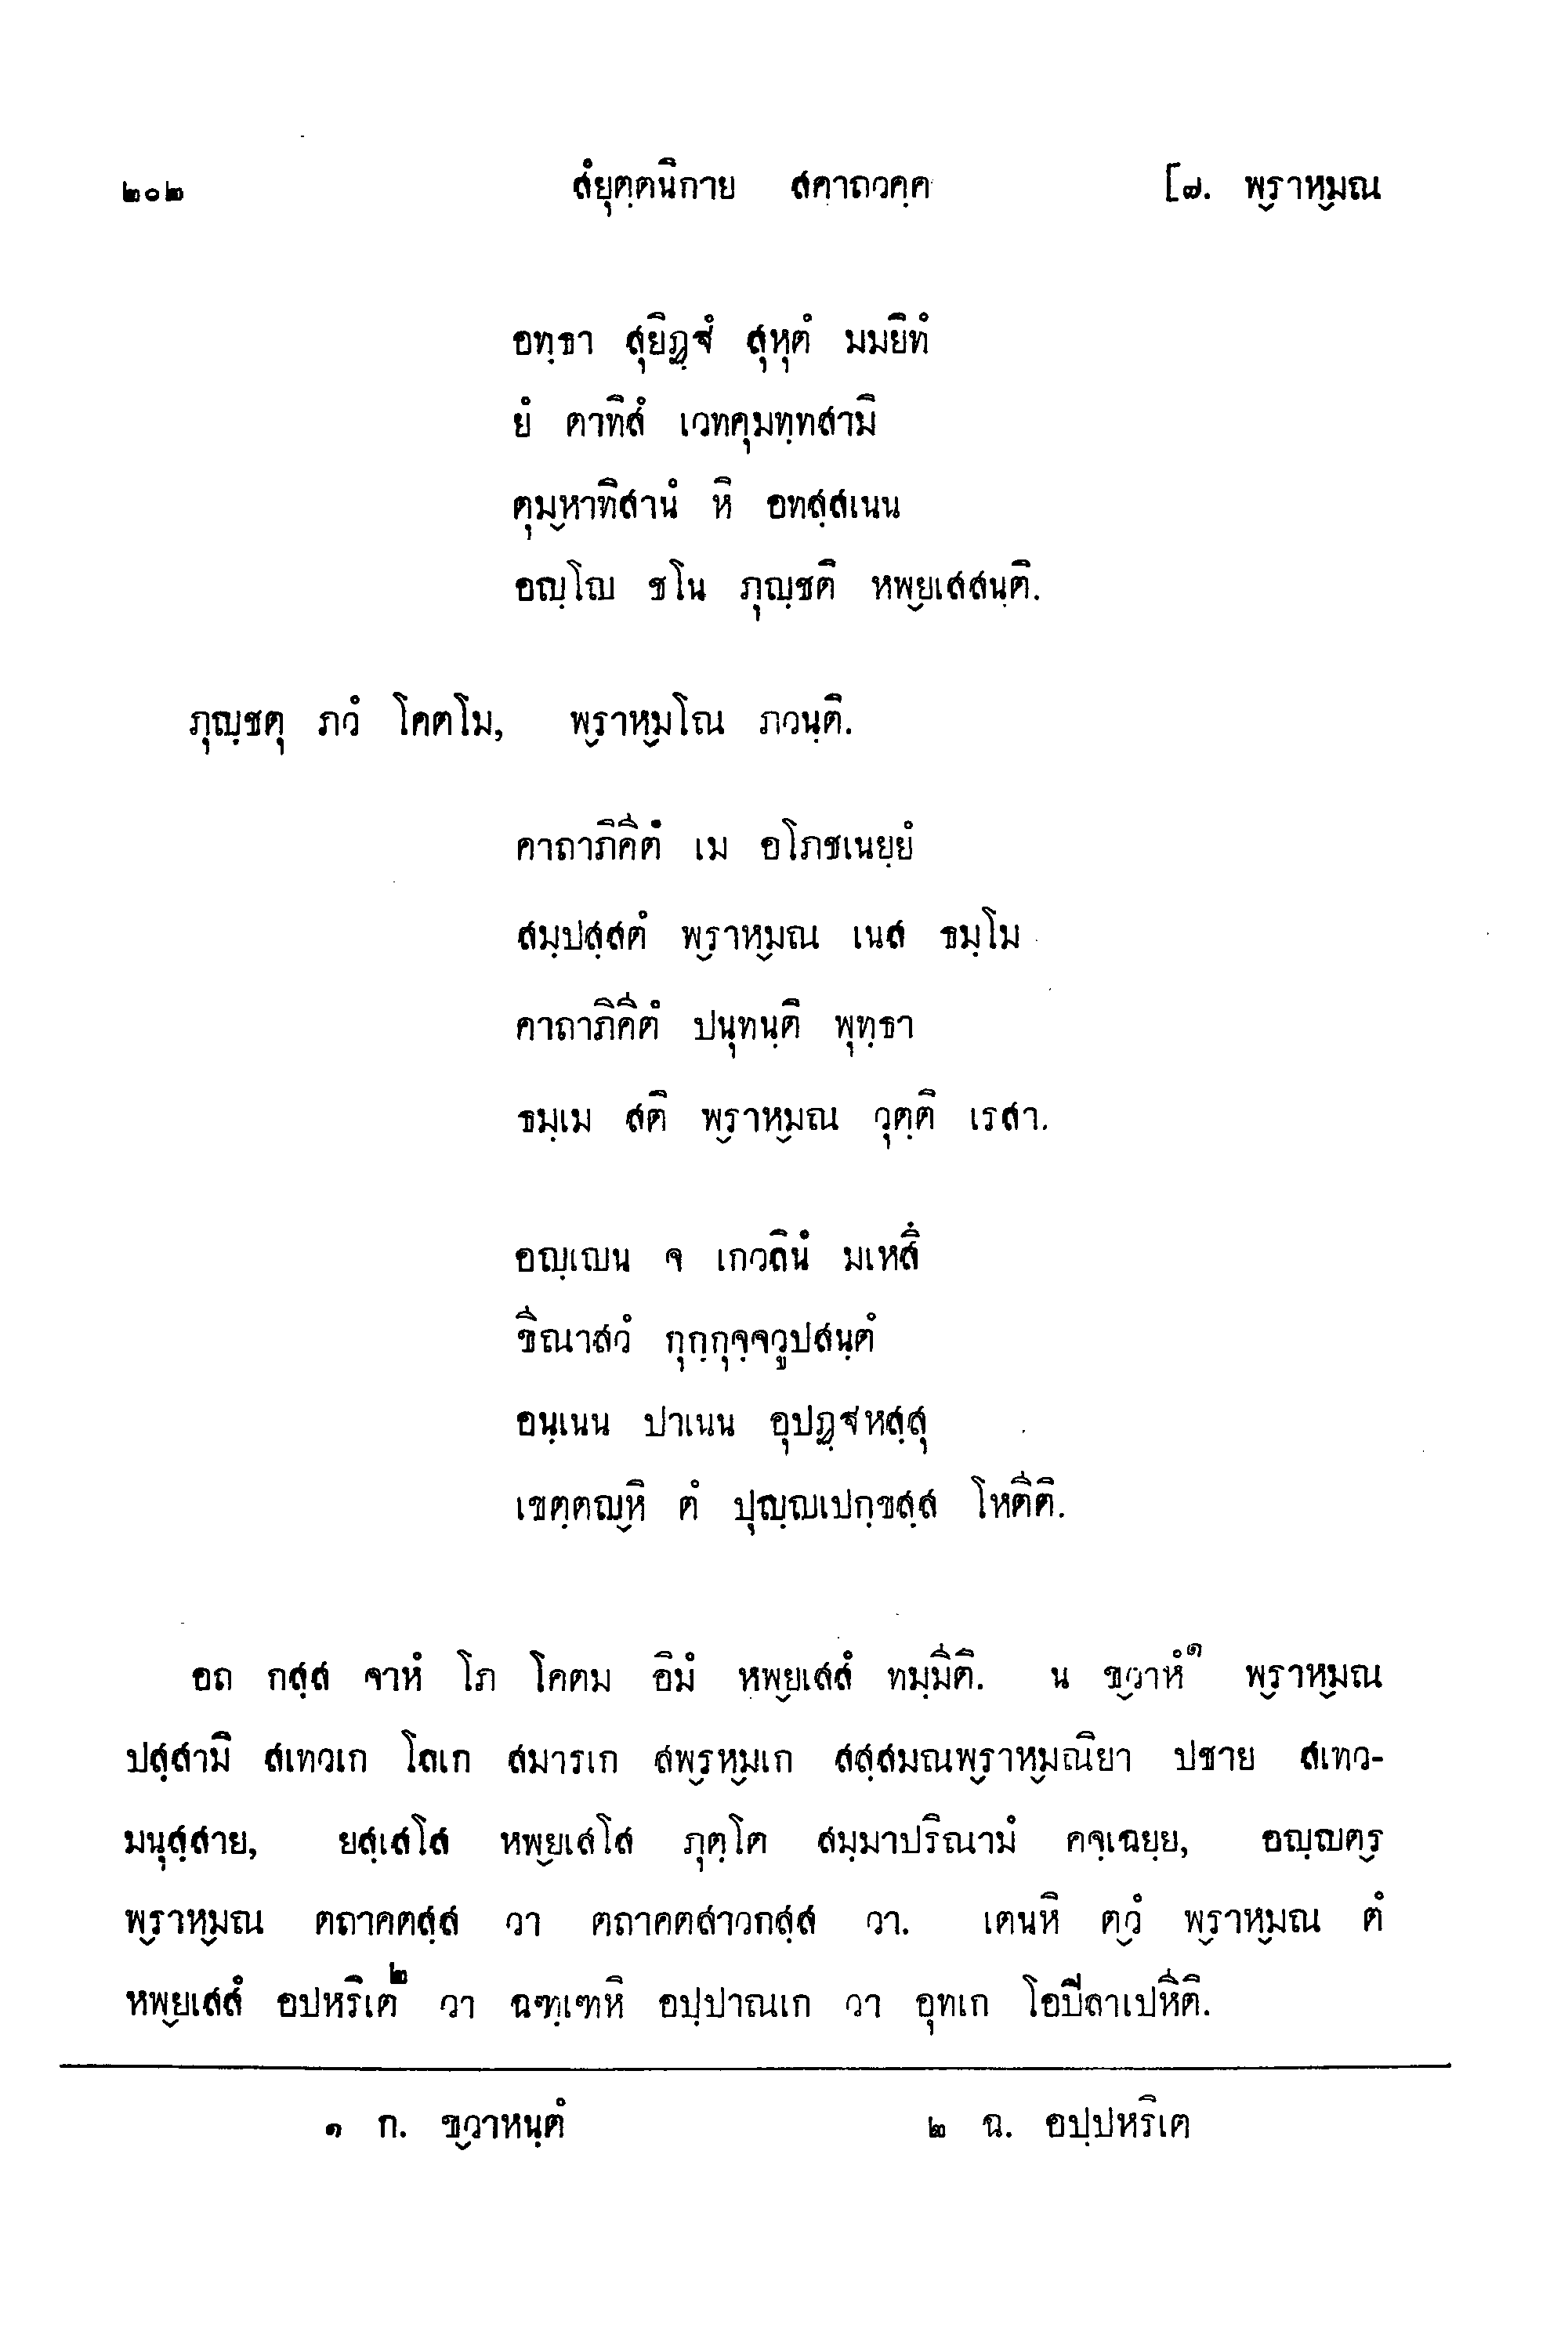 ๒๐๒ สํยุตฺตนิกาย สคาถวคฺค [๗. พฺราหฺมณ
อทฺธา สุยิฏฺฐํ สุหุตํ มมยิทํ
ยํ ตาทิสํ เวทคุมทฺทสามิ
ตุมฺหาทิสานํ หิ อทสฺสเนน
อญฺโญ ชโน ภุญฺชติ หพฺยเสสนฺติ.
ภุญฺชตุ ภวํ โคตโม, พฺราหฺมโณ ภวนฺติ.
คาถาภิคีตํ เม อโภชเนยฺยํ
สมฺปสฺสตํ พฺราหฺมณ เนส ธมฺโม
คาถาภิคีตํ ปนุทนฺติ พุทฺธา
ธมฺเม สติ พฺราหฺมณ วุตฺติ เรสา.
อญฺเญน จ เกวลินํ มเหสึ
ขีณาสวํ กุกฺกุจฺจวูปสนฺตํ
อนฺเนน ปาเนน อุปฏฺฐหสฺสุ
เขตฺตญฺหิ ตํ ปุญฺญเปกฺขสฺส โหตีติ.
อถ กสฺส จาหํ โภ โคตม อิมํ หพฺยเสสํ ทมฺมีติ. น ขฺวาหํ๑ พฺราหฺมณ
ปสฺสามิ สเทวเก โลเก สมารเก สพฺรหฺมเก สสฺสมณพฺราหฺมณิยา ปชาย สเทว-
มนุสฺสาย, ยสฺเสโส หพฺยเสโส ภุตฺโต สมฺมาปริณามํ คจฺเฉยฺย, อญฺญตฺร
พฺราหฺมณ ตถาคตสฺส วา ตถาคตสาวกสฺส วา. เตนหิ ตฺวํ พฺราหฺมณ ตํ
หพฺยเสสํ อปหริเต๒ วา ฉฑฺเฑหิ อปฺปาณเก วา อุทเก โอปีลาเปหีติ.
๑ ก. ขฺวาหนฺตํ ๒ ฉ. อปฺปหริเต